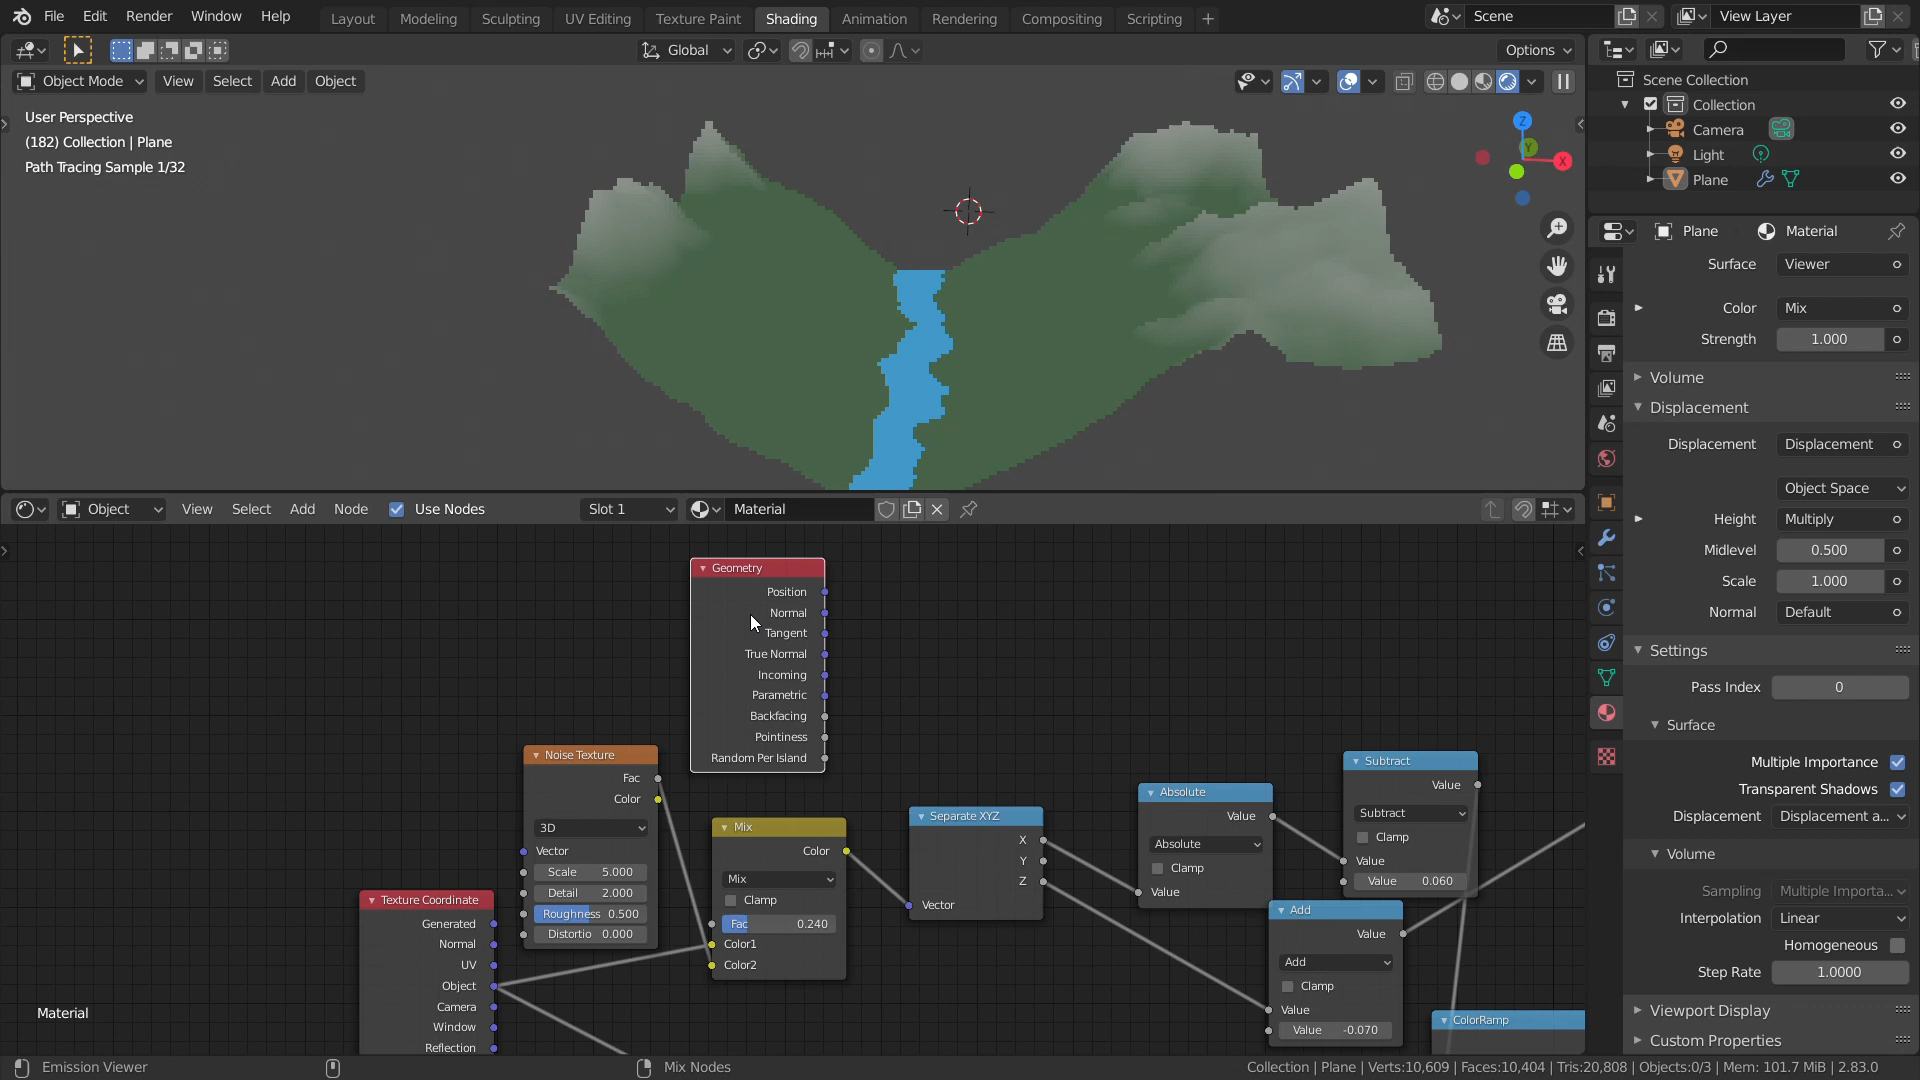 File Edit Render Window Help
Layout Modeling Sculpting UV Editing Texture Paint Shading Animation Rendering Compositing Scripting +
Scene
View Layer
Global
Options
Object Mode View Select Add Object
User Perspective
(182) Collection | Plane
Path Tracing Sample 1/32
Z
Y
X
Scene Collection
Collection
Camera
Light
Plane
Plane Material
Surface Viewer
Color Mix
Strength 1.000
Volume
Displacement
Displacement Displacement
Object Space
Height Multiply
Midlevel 0.500
Scale 1.000
Normal Default
Settings
Pass Index 0
Surface
Multiple Importance
Transparent Shadows
Displacement Displacement a...
Volume
Sampling Multiple Importa...
Interpolation Linear
Homogeneous
Step Rate 1.0000
Viewport Display
Custom Properties
Object View Select Add Node Use Nodes Slot 1 Material
Geometry
Position
Normal
Tangent
True Normal
Incoming
Parametric
Backfacing
Pointiness
Random Per Island
Noise Texture
Fac
Color
3D
Vector
Scale 5.000
Detail 2.000
Roughness 0.500
Distortio 0.000
Texture Coordinate
Generated
Normal
UV
Object
Camera
Window
Reflection
Mix
Color
Mix
Clamp
Fac 0.240
Color1
Color2
Separate XYZ
X
Y
Z
Vector
Absolute
Value
Absolute
Clamp
Value
Subtract
Value
Subtract
Clamp
Value
Value 0.060
Add
Value
Add
Clamp
Value
Value -0.070
ColorRamp
Material
Emission Viewer
Mix Nodes
Collection | Plane | Verts:10,609 | Faces:10,404 | Tris:20,808 | Objects:0/3 | Mem: 101.7 MiB | 2.83.0